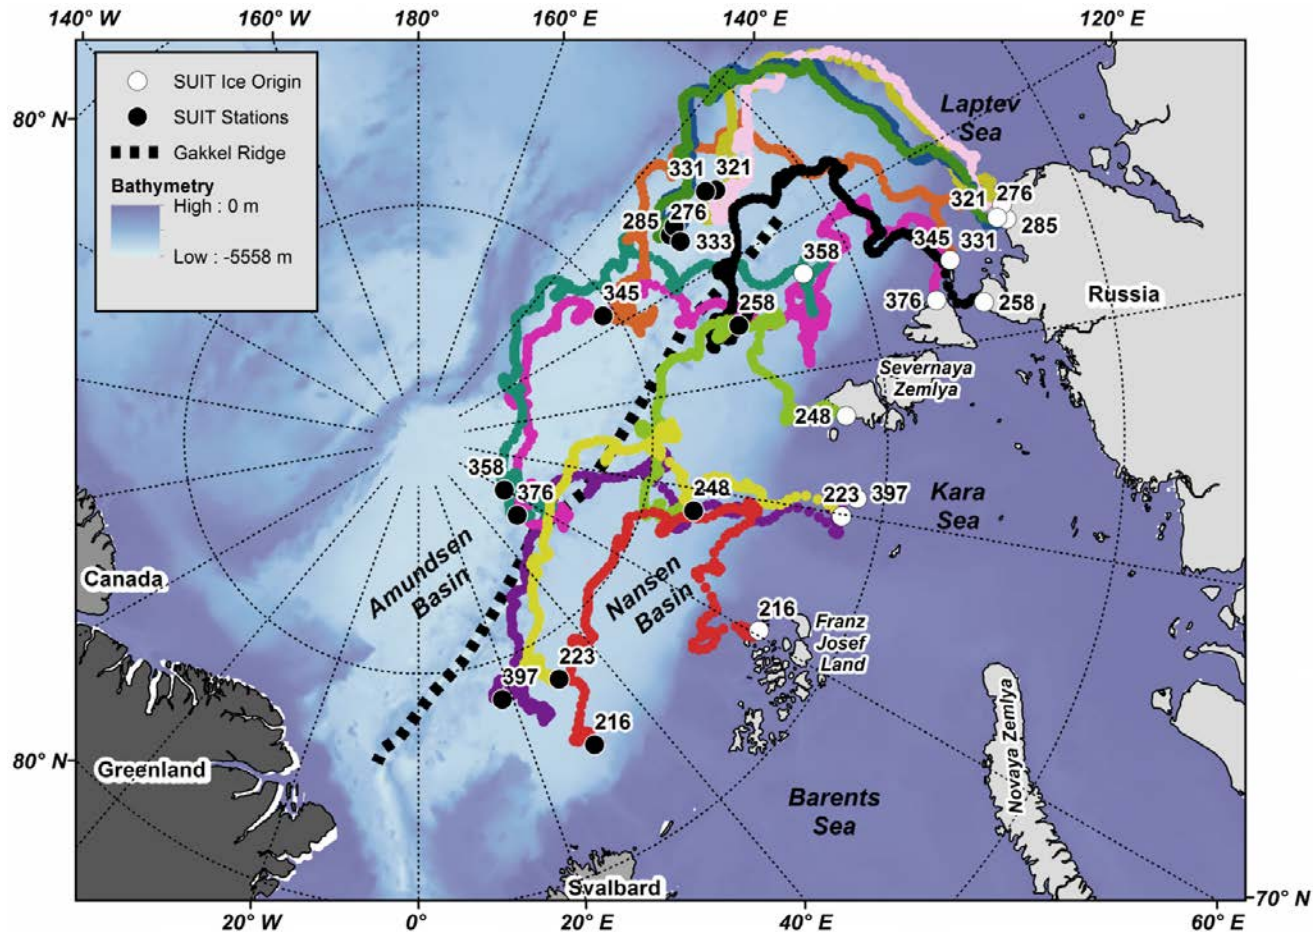 140° W 160° W 180° 160° E 140° E 120° E
SUIT Ice Origin
SUIT Stations
Gakkel Ridge
Bathymetry
High : 0 m
Low : -5558 m
80° N
Laptev
Sea
331 321
276
285
333
321 276
285
345 331
358
376 258
Russia
345
258
Severnaya
Zemlya
248
358
376
248
223 397
Kara
Sea
Amundsen
Basin
Nansen
Basin
Canada
216
Franz
Josef
Land
223
397
216
Novaya Zemlya
80° N
Greenland
Barents
Sea
Svalbard
70° N
20° W 0° 20° E 40° E 60° E